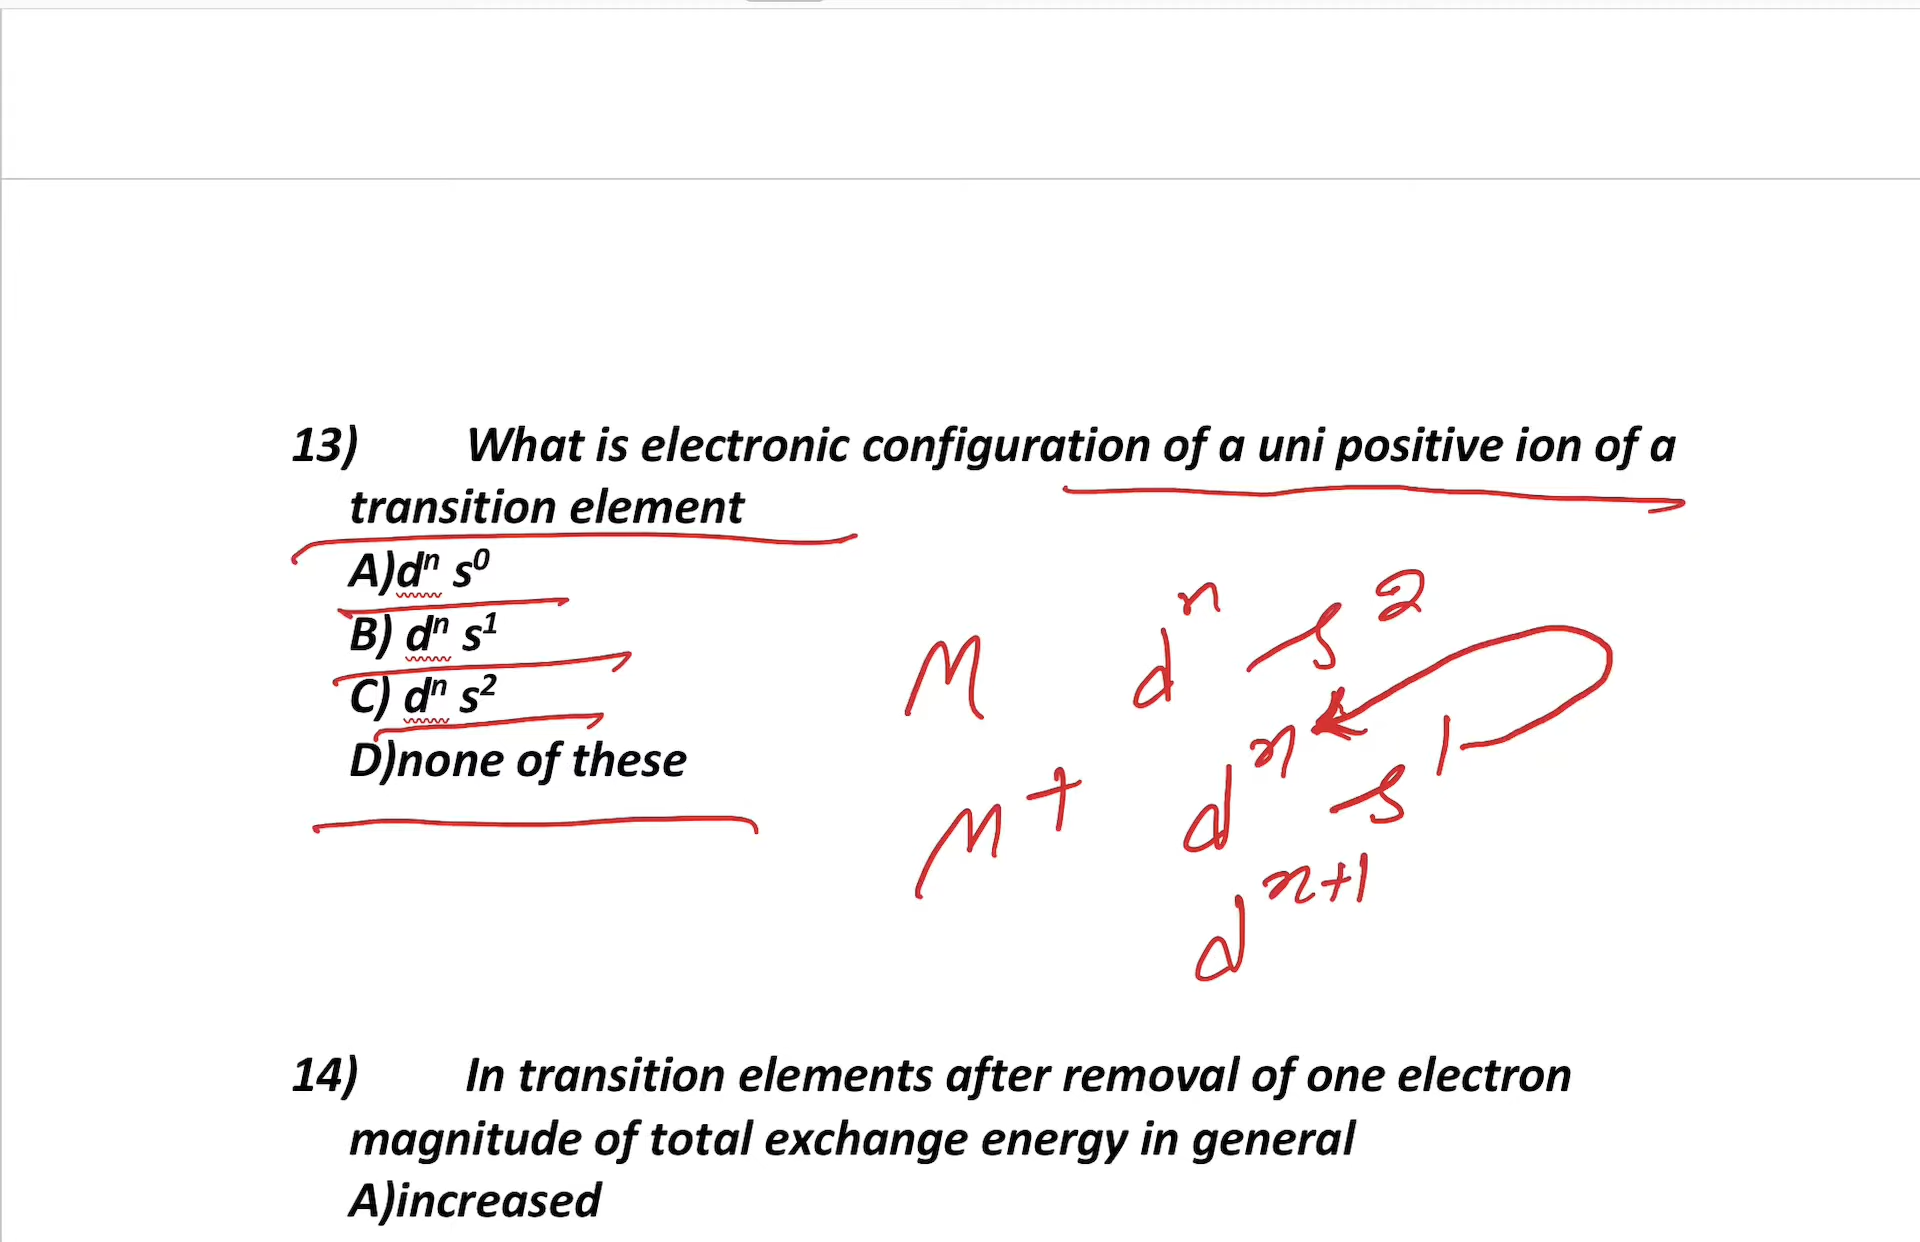 13) What is electronic configuration of a uni positive ion of a
transition element
A)dⁿ s⁰
B) dⁿ s¹
C) dⁿ s²
D)none of these
M dⁿ s²
M⁺ dⁿ s¹
dⁿ⁺¹
14) In transition elements after removal of one electron
magnitude of total exchange energy in general
A)increased